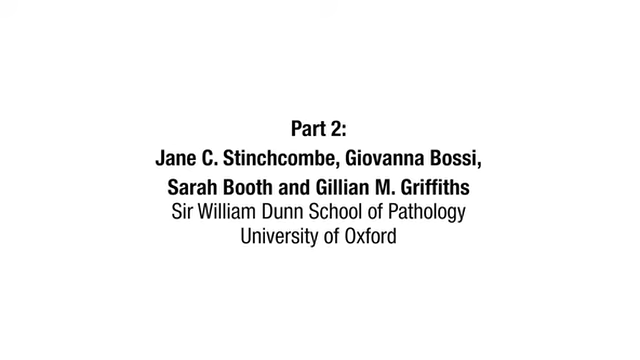 Part 2:
Jane C. Stinchcombe, Giovanna Bossi,
Sarah Booth and Gillian M. Griffiths
Sir William Dunn School of Pathology
University of Oxford